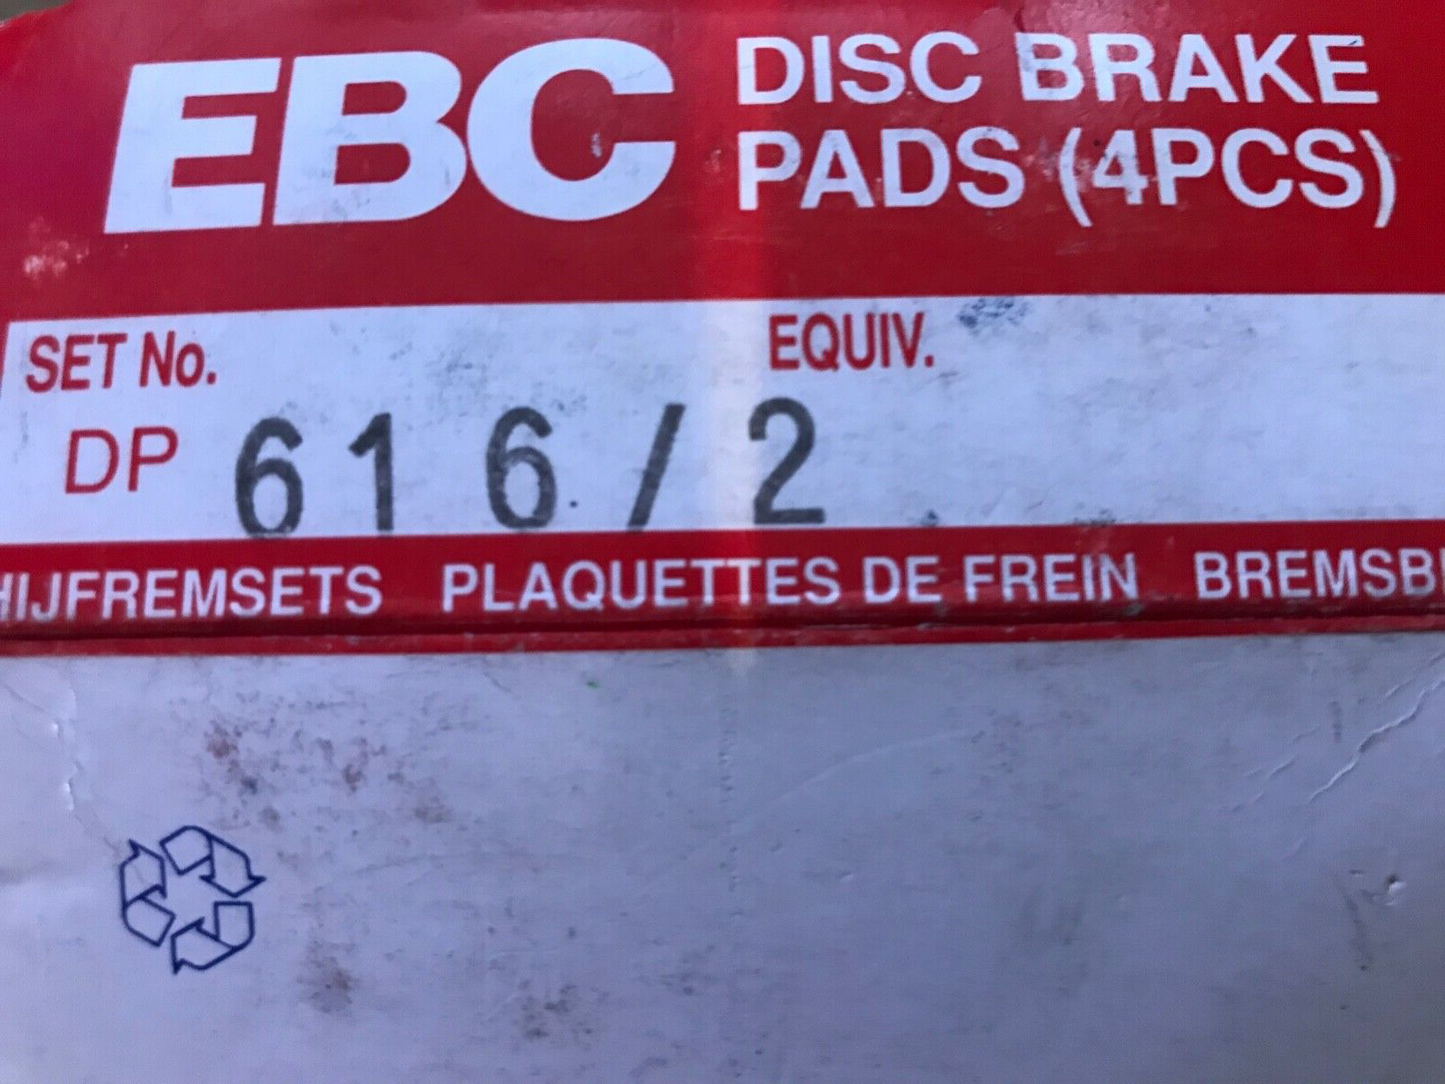 EBC
DISC BRAKE
PADS (4PCS)
SET No.
EQUIV.
DP 616/2
PLAQUETTES DE FREIN